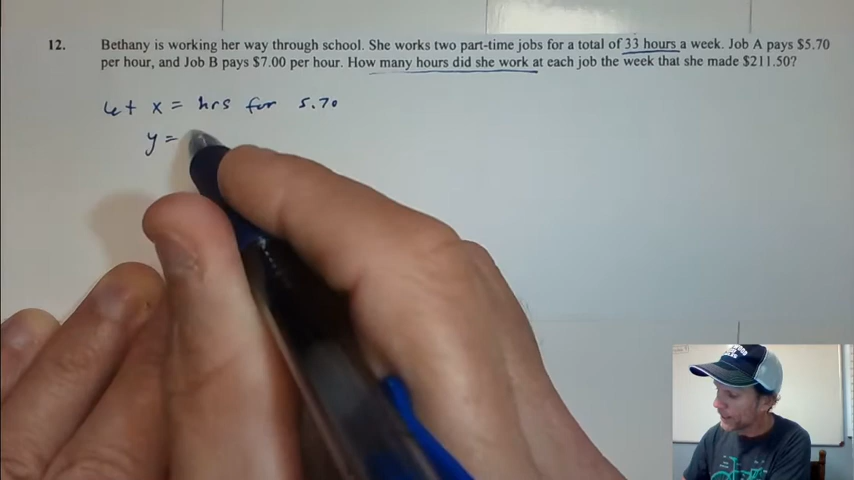 12. Bethany is working her way through school. She works two part-time jobs for a total of 33 hours a week. Job A pays $5.70
per hour, and Job B pays $7.00 per hour. How many hours did she work at each job the week that she made $211.50?
Let x = hrs for 5.70
y =